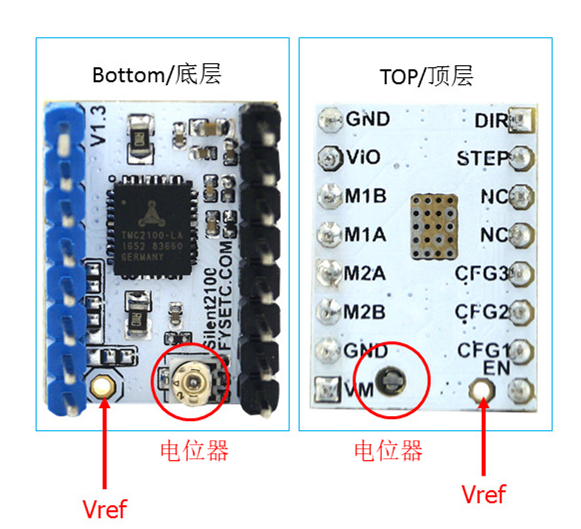 Bottom/底层
V1.3
TMC2100-LA
1652 83660
GERMANY
Silent2100
FYSETC.COM
电位器
Vref
TOP/顶层
GND
DIR
ViO
STEP
M1B
NC
M1A
NC
M2A
CFG3
M2B
CFG2
GND
CFG1
EN
VM
电位器
Vref